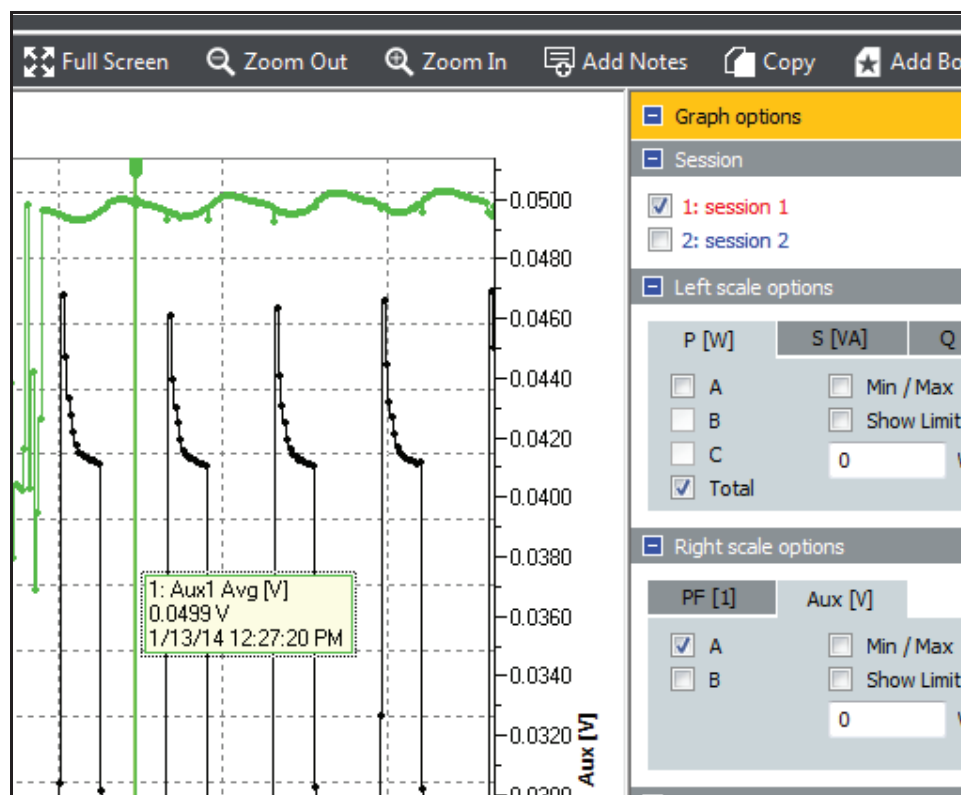 Full Screen Zoom Out Zoom In Add Notes Copy Add Bo
Graph options
Session
1: session 1
2: session 2
Left scale options
P [W] S [VA] Q
A Min / Max
B Show Limit
C 0
Total
Right scale options
PF [1] Aux [V]
A Min / Max
B Show Limit
0
0.0500
0.0480
0.0460
0.0440
0.0420
0.0400
0.0380
0.0360
0.0340
0.0320
0.0300
Aux [V]
1: Aux1 Avg [V]
0.0499 V
1/13/14 12:27:20 PM